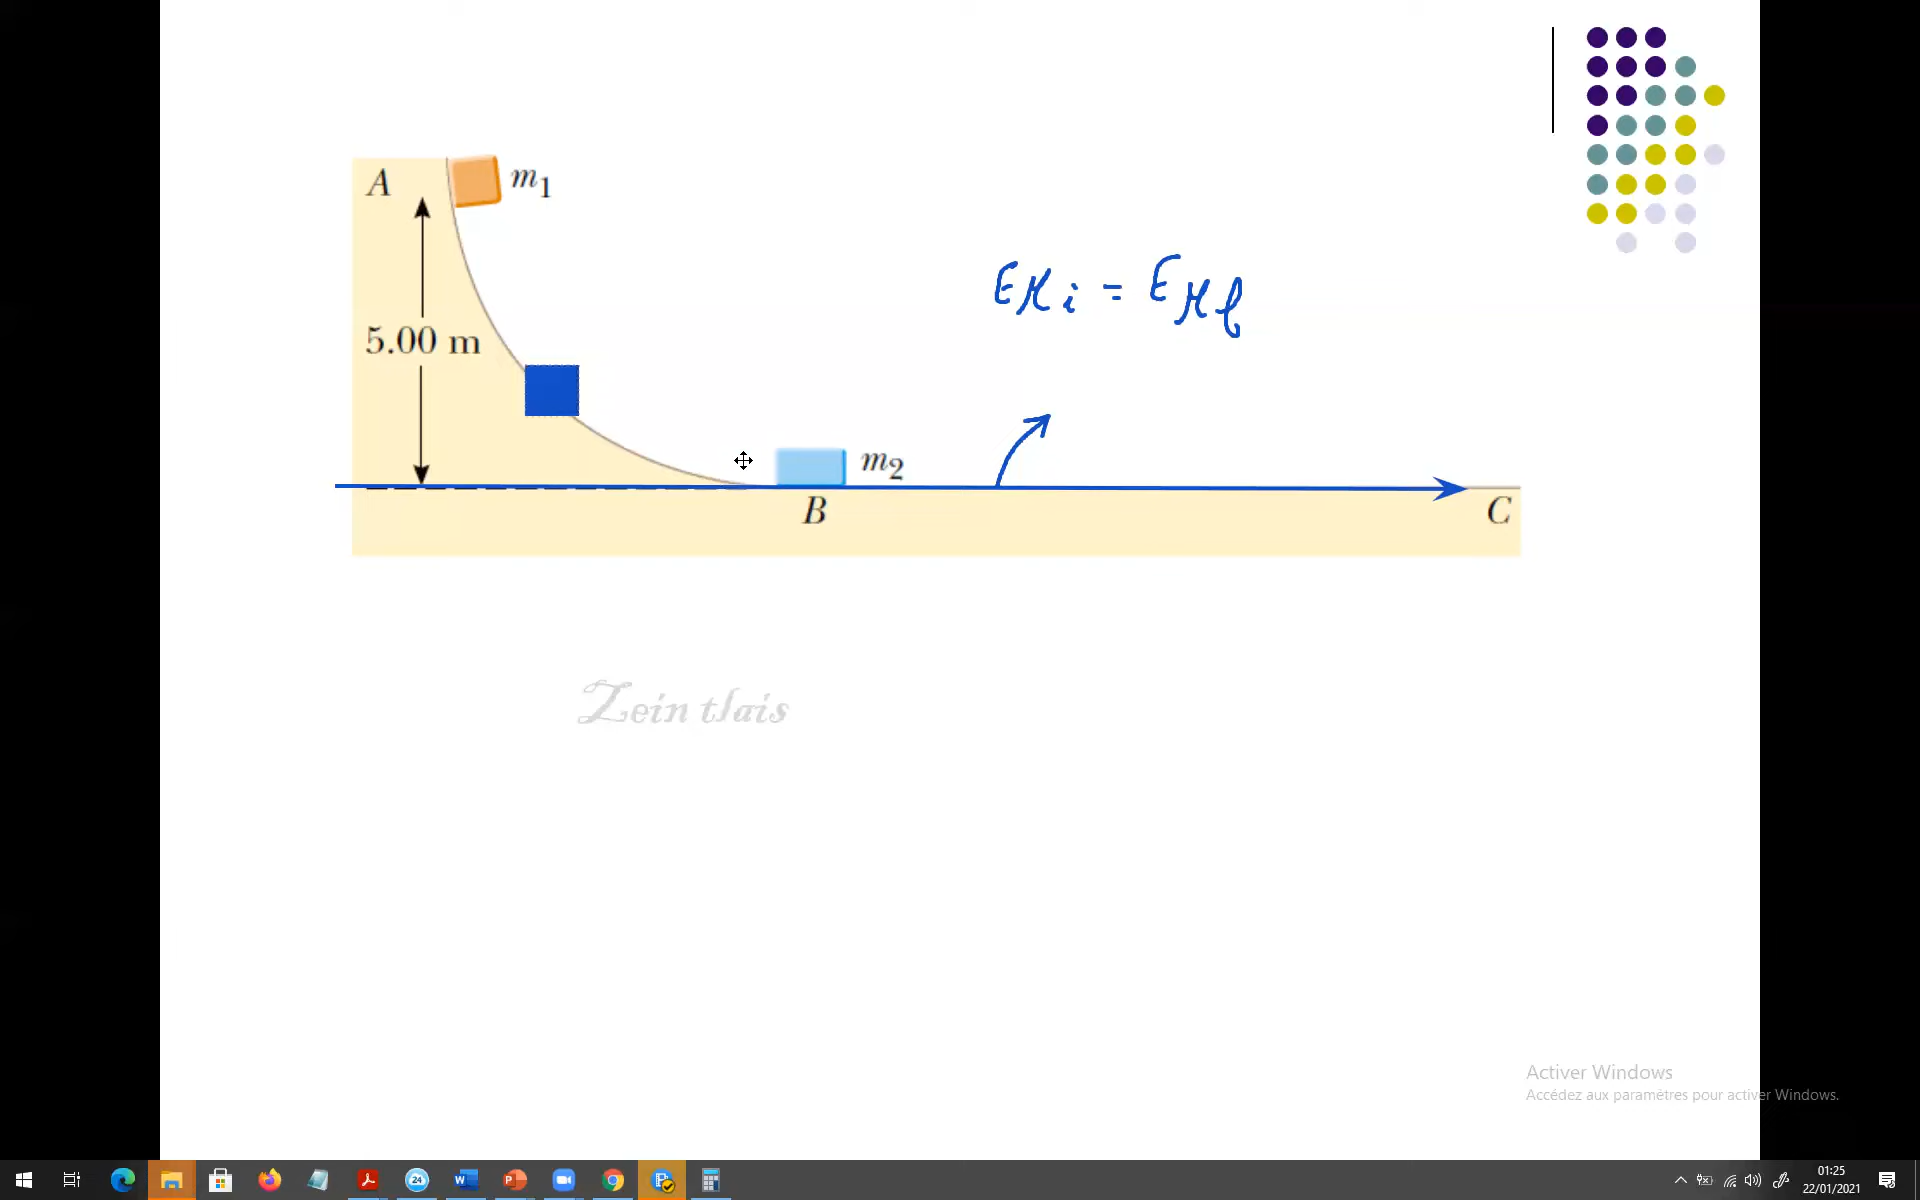 A
m1
EMi = EMf
5.00 m
m2
B
C
Zein tlais
Activer Windows
Accédez aux paramètres pour activer Windows.
24
W
P
01:25
22/01/2021